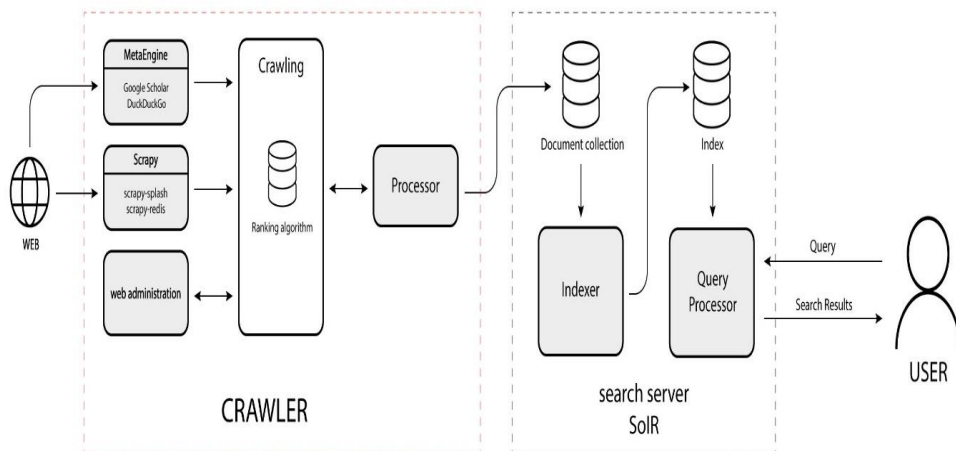 WEB
MetaEngine
Google Scholar
DuckDuckGo
Scrapy
scrapy-splash
scrapy-redis
web administration
Crawling
Ranking algorithm
Processor
CRAWLER
Document collection
Index
Indexer
Query
Processor
search server
SolR
Query
Search Results
USER